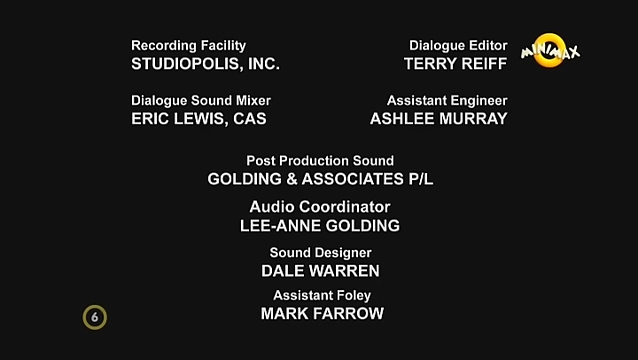 Recording Facility
STUDIOPOLIS, INC.
Dialogue Editor
TERRY REIFF
MINIMAX
Dialogue Sound Mixer
ERIC LEWIS, CAS
Assistant Engineer
ASHLEE MURRAY
Post Production Sound
GOLDING & ASSOCIATES P/L
Audio Coordinator
LEE-ANNE GOLDING
Sound Designer
DALE WARREN
Assistant Foley
MARK FARROW
6